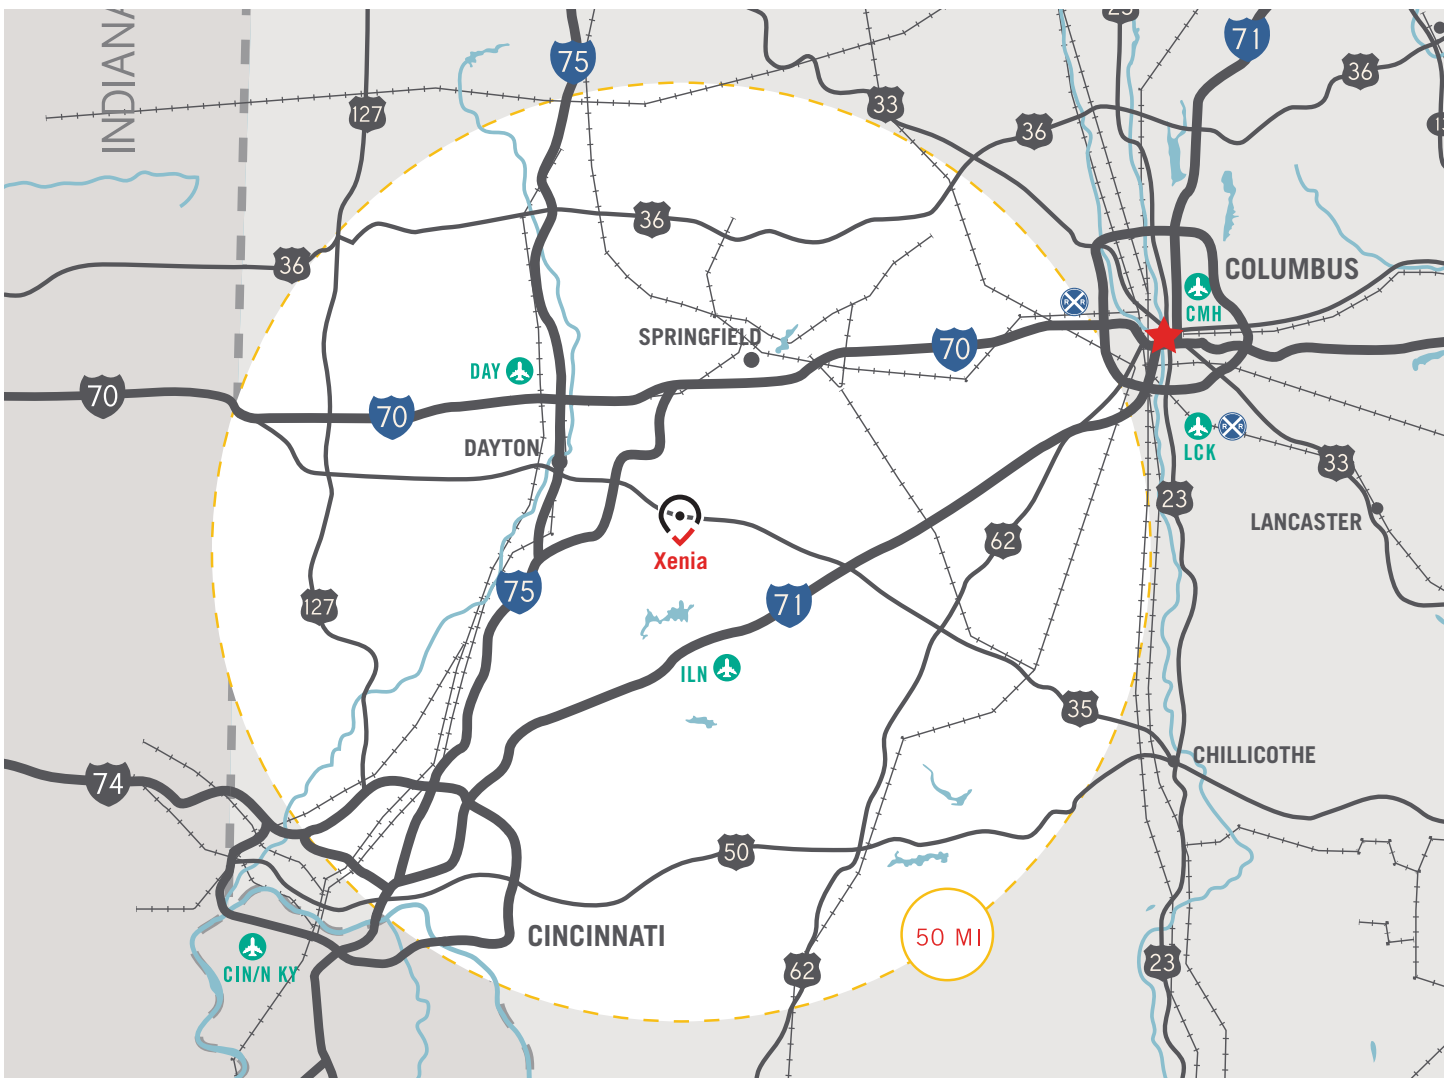 INDIANA
75
23
71
36
127
33
36
36
36
COLUMBUS
CMH
R R
SPRINGFIELD
70
DAY
70
70
DAYTON
LCK
R R
33
23
LANCASTER
62
Xenia
75
71
127
ILN
35
CHILLICOTHE
74
50
50 MI
CINCINNATI
CIN/N KY
62
23